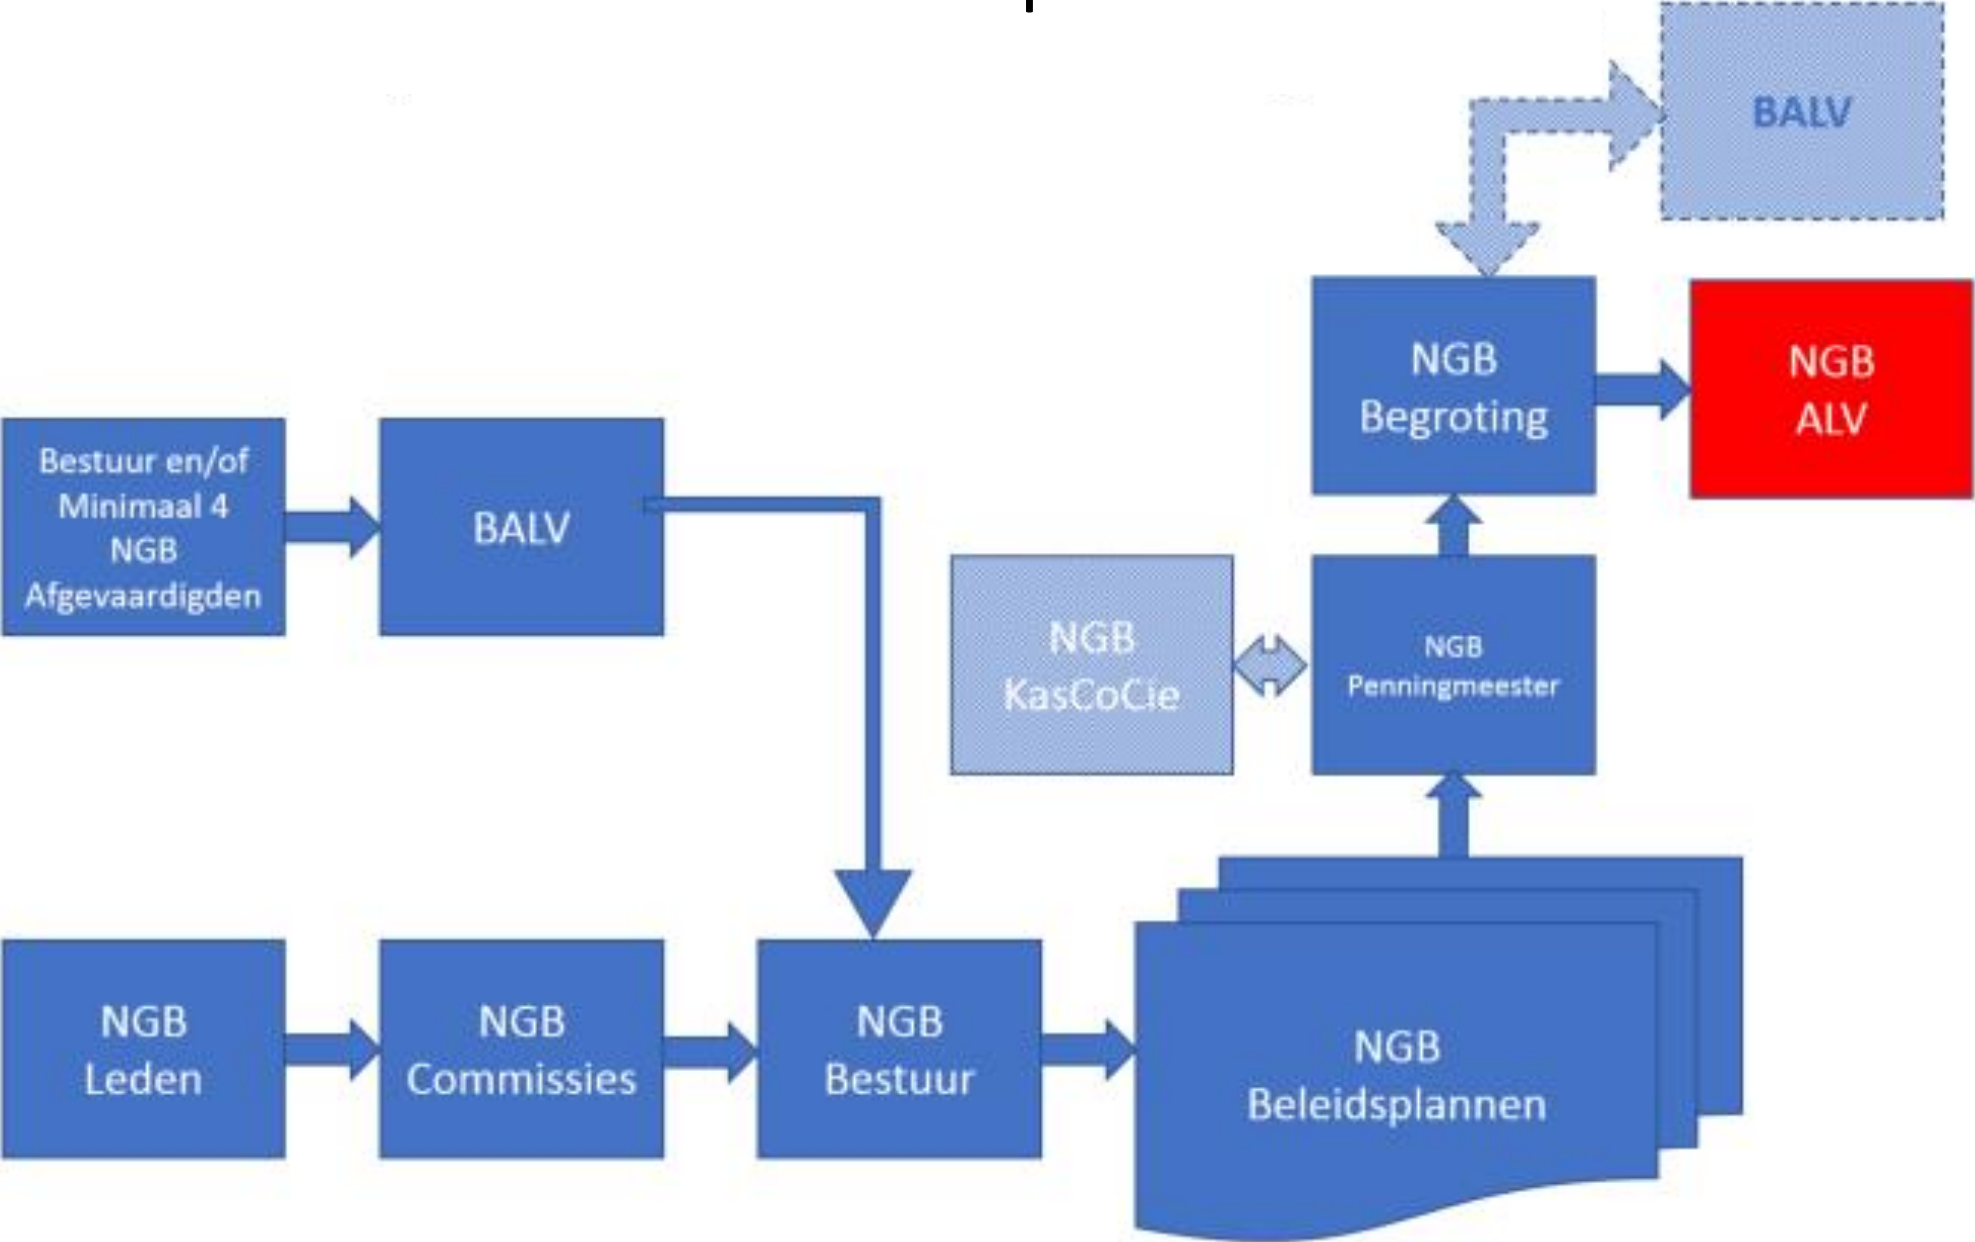 BALV
NGB
Begroting
NGB
ALV
Bestuur en/of
Minimaal 4
NGB
Afgevaardigden
BALV
NGB
KasCoCie
NGB
Penningmeester
NGB
Leden
NGB
Commissies
NGB
Bestuur
NGB
Beleidsplannen